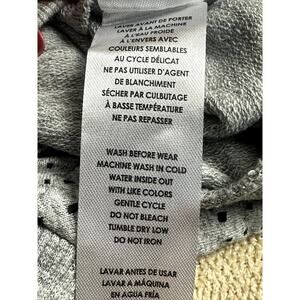 LAVER AVANT DE PORTER
LAVER À LA MACHINE
À L'EAU FROIDE
À L'ENVERS AVEC
COULEURS SEMBLABLES
AU CYCLE DÉLICAT
NE PAS UTILISER D'AGENT
DE BLANCHIMENT
SÉCHER PAR CULBUTAGE
À BASSE TEMPÉRATURE
NE PAS REPASSER
WASH BEFORE WEAR
MACHINE WASH IN COLD
WATER INSIDE OUT
WITH LIKE COLORS
GENTLE CYCLE
DO NOT BLEACH
TUMBLE DRY LOW
DO NOT IRON
LAVAR ANTES DE USAR
LAVAR A MÁQUINA
EN AGUA FRÍA